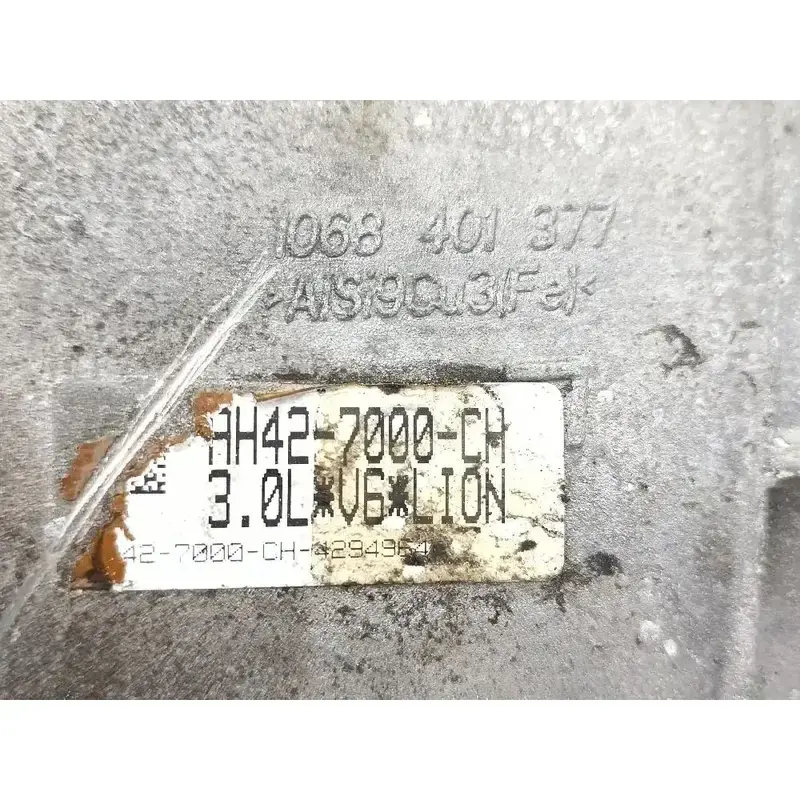 1068 401 377
>AlSi9Cu3(Fe)<
AH42-7000-CH
3.0L*V6*LION
42-7000-CH-4294964